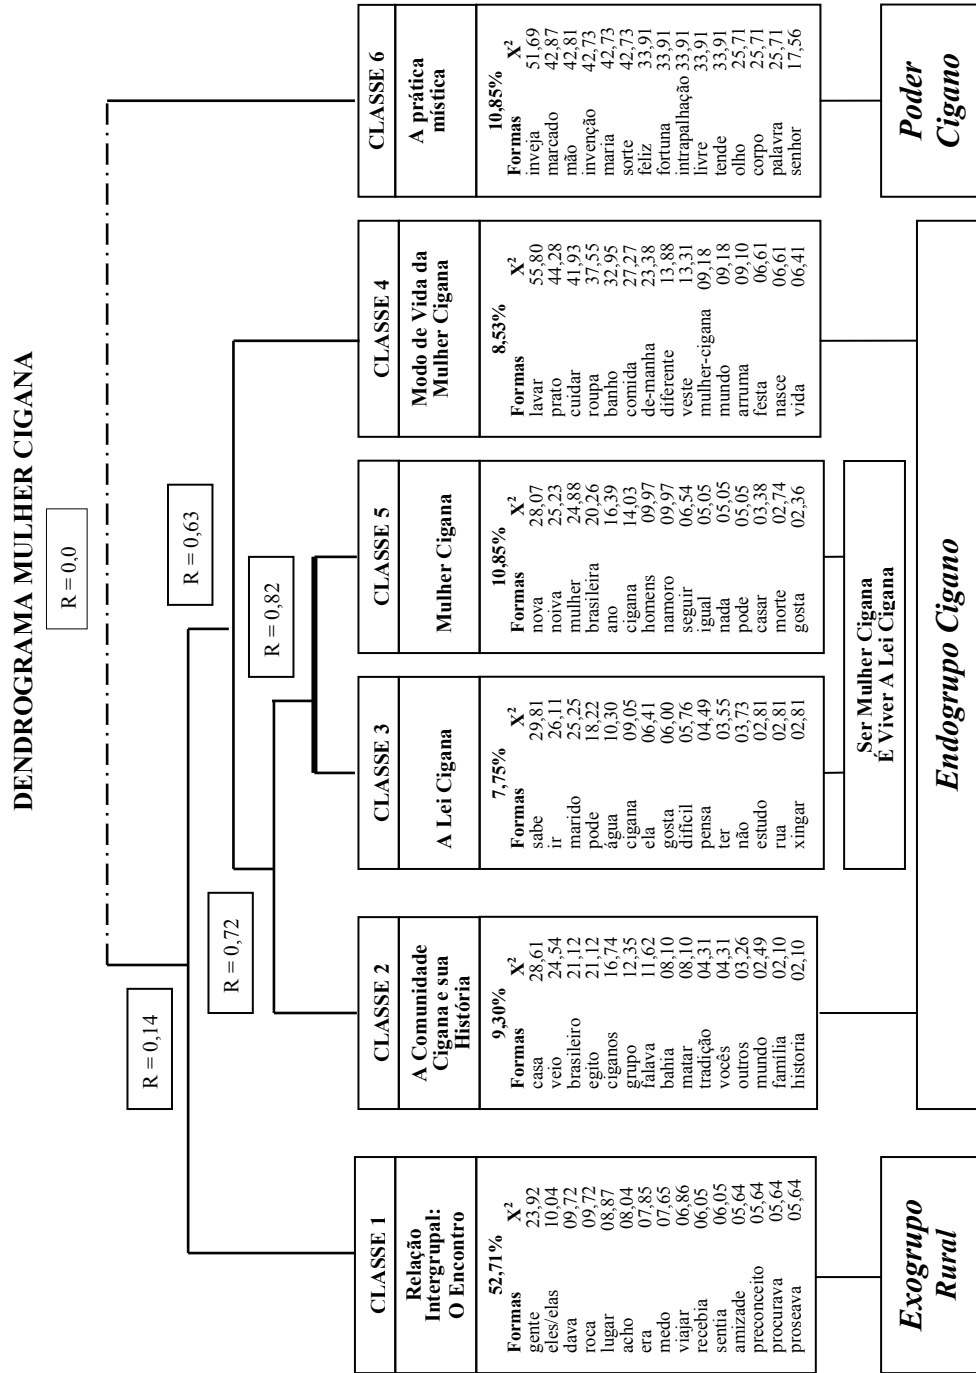 DENDROGRAMA MULHER CIGANA
R = 0,0
R = 0,14
R = 0,63
R = 0,72
R = 0,82
CLASSE 1
Relação
Intergrupal:
O Encontro
52,71%
Formas X²
gente 23,92
eles/elas 10,04
dava 09,72
roca 09,72
lugar 08,87
acho 08,04
era 07,85
medo 07,65
viajar 06,86
recebia 06,05
sentia 06,05
amizade 05,64
preconceito 05,64
procurava 05,64
proseava 05,64
CLASSE 2
A Comunidade
Cigana e sua
História
9,30%
Formas X²
casa 28,61
veio 24,54
brasileiro 21,12
egito 21,12
ciganos 16,74
grupo 12,35
falava 11,62
bahia 08,10
matar 08,10
tradição 04,31
vocês 04,31
outros 03,26
mundo 02,49
família 02,10
historia 02,10
CLASSE 3
A Lei Cigana
7,75%
Formas X²
sabe 29,81
ir 26,11
marido 25,25
pode 18,22
água 10,30
cigana 09,05
ela 06,41
gosta 06,00
difícil 05,76
pensa 04,49
ter 03,55
não 03,73
estudo 02,81
rua 02,81
xingar 02,81
CLASSE 5
Mulher Cigana
10,85%
Formas X²
nova 28,07
noiva 25,23
mulher 24,88
brasileira 20,26
ano 16,39
cigana 14,03
homens 09,97
namoro 09,97
seguir 06,54
igual 05,05
nada 05,05
pode 05,05
casar 03,38
morte 02,74
gosta 02,36
CLASSE 4
Modo de Vida da
Mulher Cigana
8,53%
Formas X²
lavar 55,80
prato 44,28
cuidar 41,93
roupa 37,55
banho 32,95
comida 27,27
de-manha 23,38
diferente 13,88
veste 13,31
mulher-cigana 09,18
mundo 09,18
arruma 09,10
festa 06,61
nasce 06,61
vida 06,41
CLASSE 6
A prática
mística
10,85%
Formas X²
inveja 51,69
marcado 42,87
mão 42,81
invenção 42,73
maria 42,73
sorte 42,73
feliz 33,91
fortuna 33,91
intrapalhação 33,91
livre 33,91
tende 33,91
olho 25,71
corpo 25,71
palavra 25,71
senhor 17,56
Ser Mulher Cigana
É Viver A Lei Cigana
Exogrupo
Rural
Endogrupo Cigano
Poder
Cigano